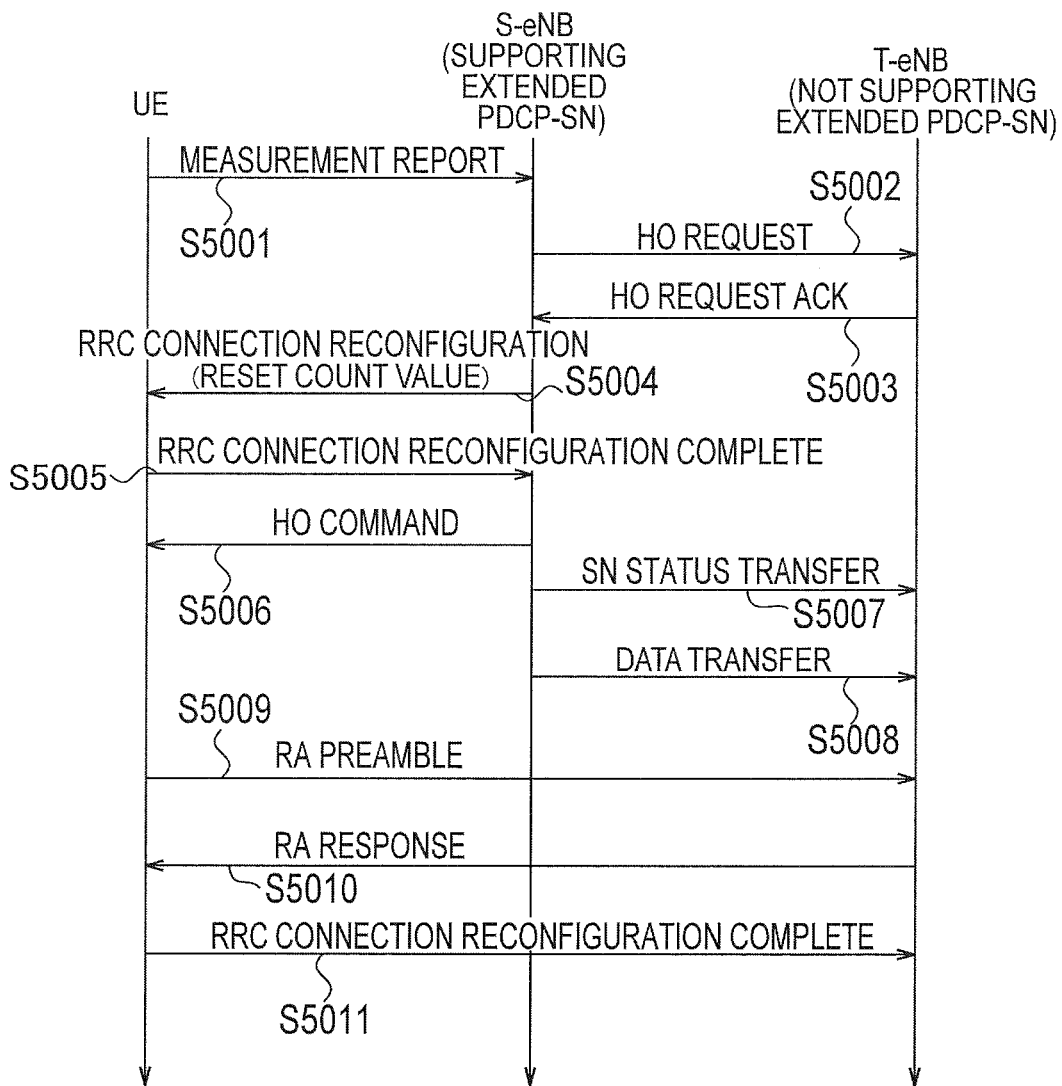 UE
S-eNB
(SUPPORTING
EXTENDED
PDCP-SN)
T-eNB
(NOT SUPPORTING
EXTENDED PDCP-SN)
MEASUREMENT REPORT
S5001
S5002
HO REQUEST
HO REQUEST ACK
S5003
RRC CONNECTION RECONFIGURATION
(RESET COUNT VALUE)
S5004
RRC CONNECTION RECONFIGURATION COMPLETE
S5005
HO COMMAND
S5006
SN STATUS TRANSFER
S5007
DATA TRANSFER
S5008
S5009
RA PREAMBLE
RA RESPONSE
S5010
RRC CONNECTION RECONFIGURATION COMPLETE
S5011